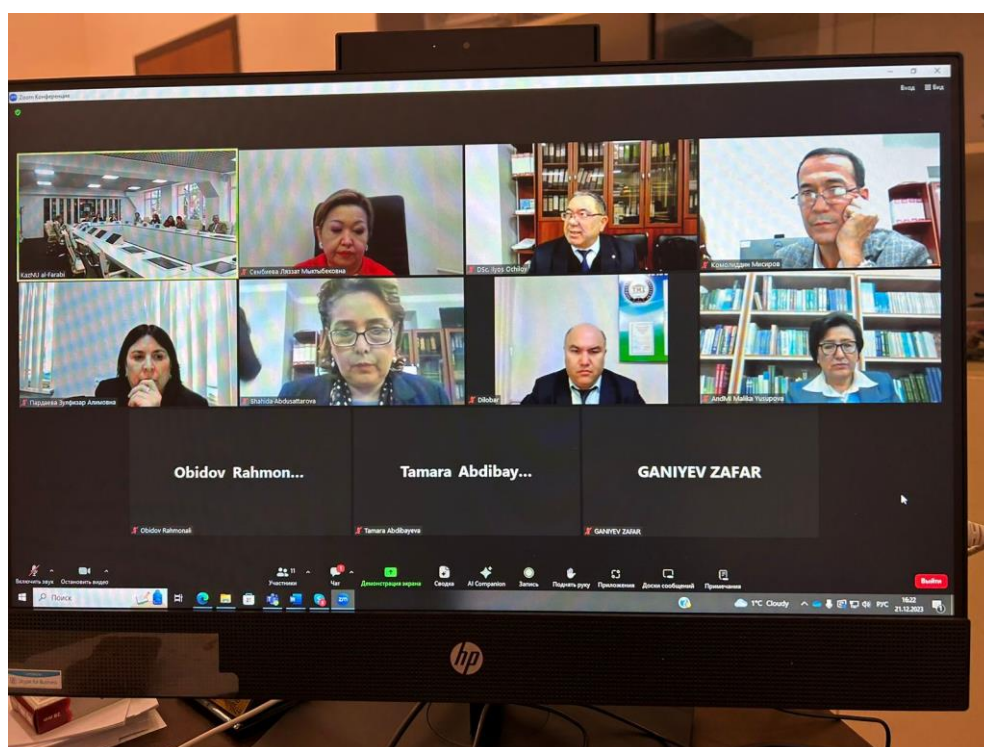 Zoom Конференция
Вход
Вид
KazNU al-Farabi
Сембиева Ляззат Мыктыбековна
DSc. Ilyos Ochilov
Комолиддин Мисиров
Пардаева Зулфизар Алимовна
Shahida Abdusattarova
Dilobar
AndMI Malika Yusupova
Obidov Rahmon...
Tamara Abdibay...
GANIYEV ZAFAR
Obidov Rahmonali
Tamara Abdibayeva
GANIYEV ZAFAR
Включить звук
Остановить видео
Участники
11
Чат
1
Демонстрация экрана
Сводка
AI Companion
Запись
Поднять руку
Приложения
Доски сообщений
Примечания
Выйти
Поиск
zm
1°C Cloudy
РУС
16:22
21.12.2023
hp